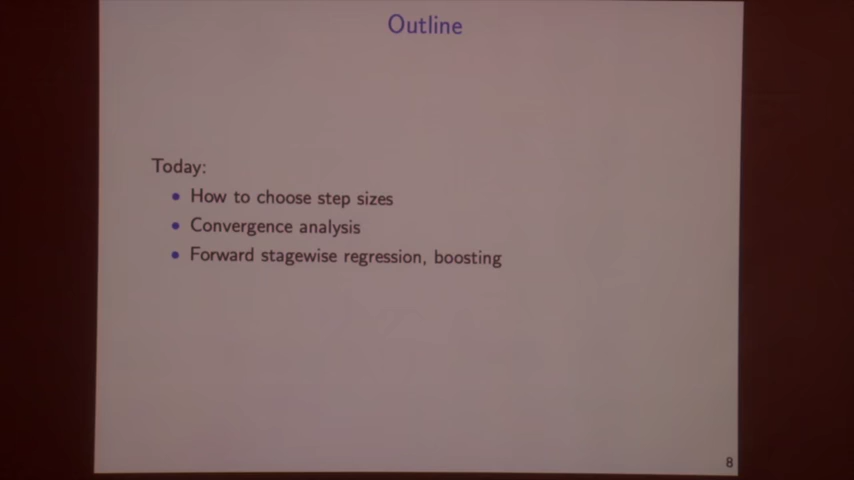 Outline
Today:
• How to choose step sizes
• Convergence analysis
• Forward stagewise regression, boosting
8